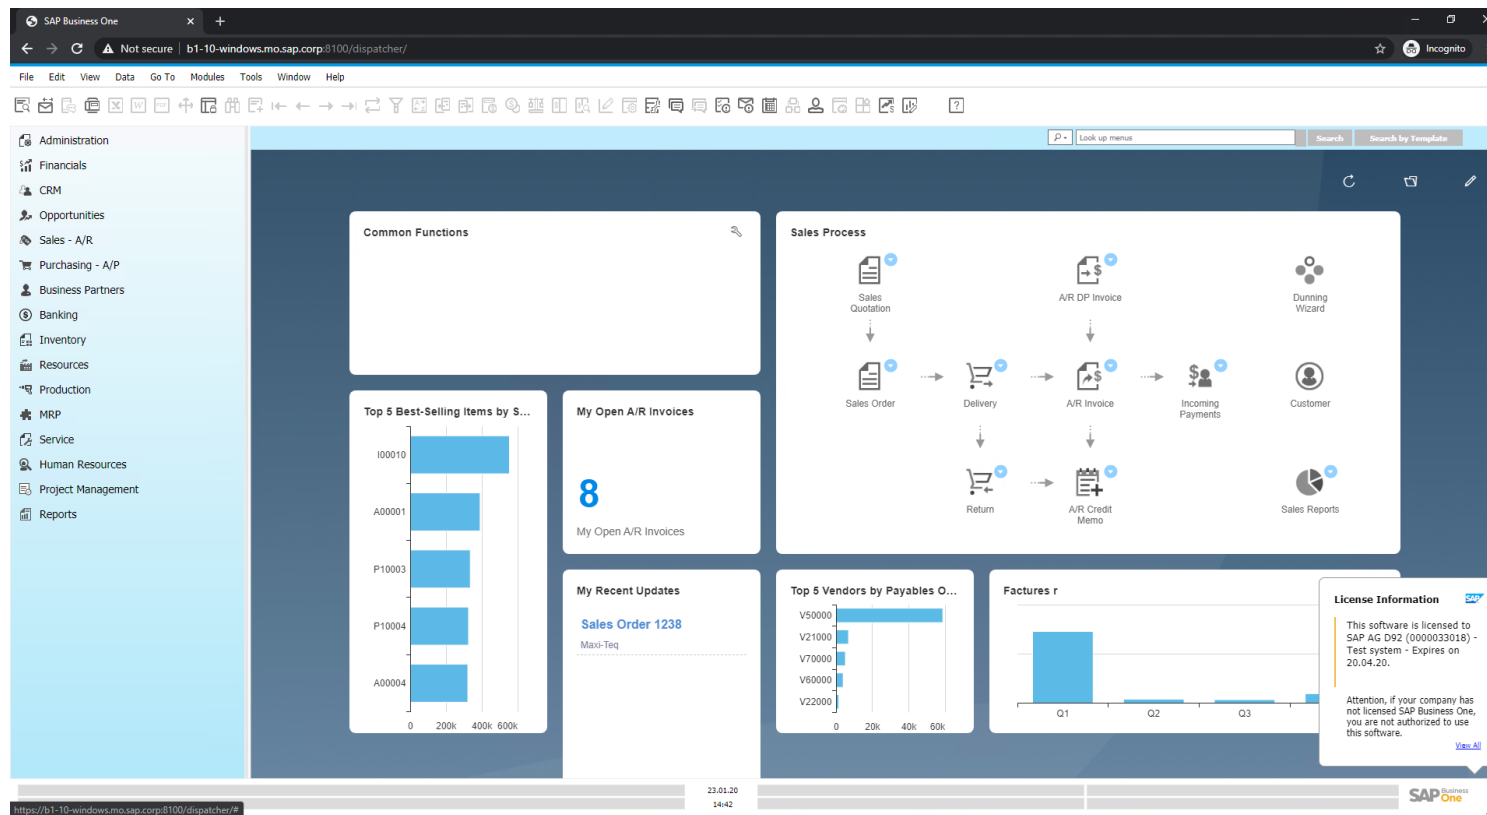 SAP Business One
Not secure | b1-10-windows.mo.sap.corp:8100/dispatcher/
Incognito
File Edit View Data Go To Modules Tools Window Help
Administration
Financials
CRM
Opportunities
Sales - A/R
Purchasing - A/P
Business Partners
Banking
Inventory
Resources
Production
MRP
Service
Human Resources
Project Management
Reports
Look up menus
Search
Search by Template
Common Functions
Sales Process
Sales
Quotation
A/R DP Invoice
Dunning
Wizard
Sales Order
Delivery
A/R Invoice
Incoming
Payments
Customer
Return
A/R Credit
Memo
Sales Reports
Top 5 Best-Selling Items by S...
I00010
A00001
P10003
P10004
A00004
0 200k 400k 600k
My Open A/R Invoices
8
My Open A/R Invoices
My Recent Updates
Sales Order 1238
Maxi-Teq
Top 5 Vendors by Payables O...
V50000
V21000
V70000
V60000
V22000
0 20k 40k 60k
Factures r
Q1 Q2 Q3
License Information
SAP
This software is licensed to
SAP AG D92 (0000033018) -
Test system - Expires on
20.04.20.
Attention, if your company has
not licensed SAP Business One,
you are not authorized to use
this software.
View All
23.01.20
14:42
https://b1-10-windows.mo.sap.corp:8100/dispatcher/#
SAP Business One